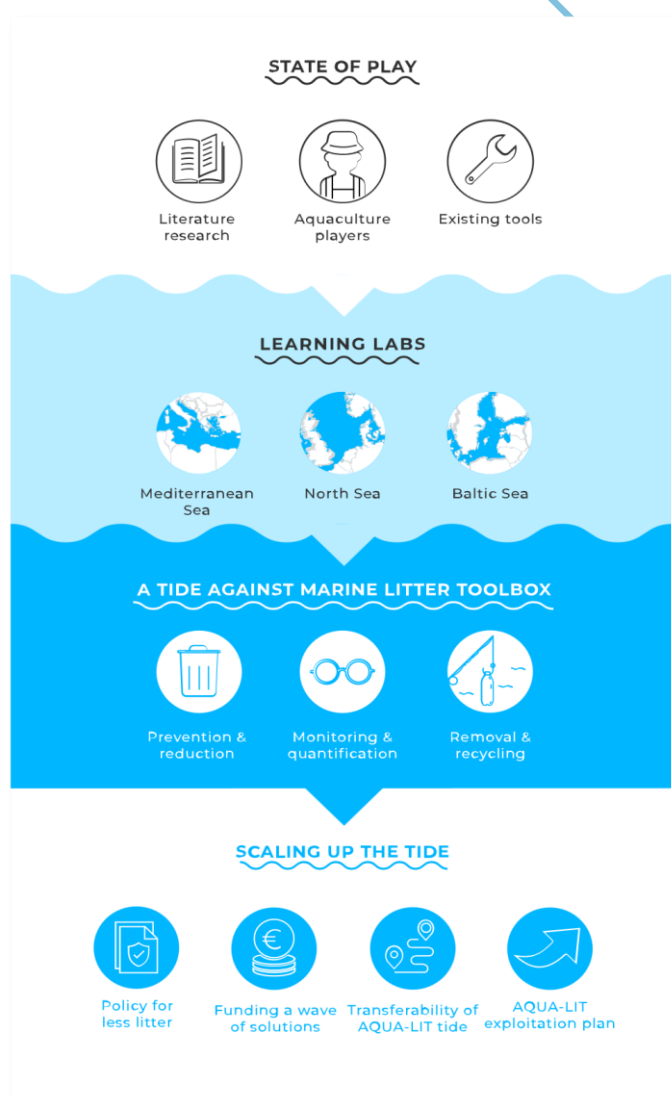 STATE OF PLAY
Literature
research
Aquaculture
players
Existing tools
LEARNING LABS
Mediterranean
Sea
North Sea
Baltic Sea
A TIDE AGAINST MARINE LITTER TOOLBOX
Prevention &
reduction
Monitoring &
quantification
Removal &
recycling
SCALING UP THE TIDE
€
Policy for
less litter
Funding a wave
of solutions
Transferability of
AQUA-LIT tide
AQUA-LIT
exploitation plan